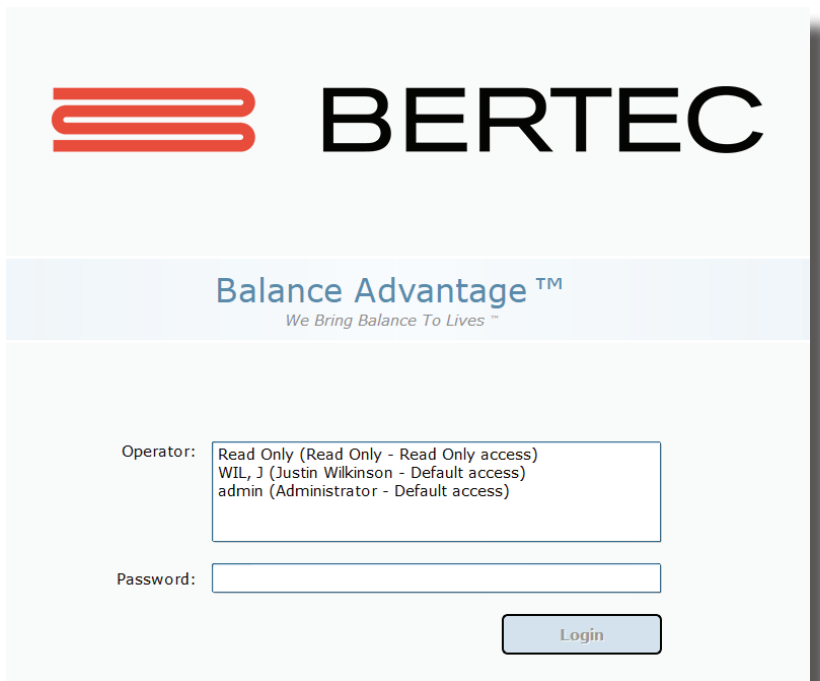 BERTEC
Balance Advantage ™
We Bring Balance To Lives ™
Operator:
Read Only (Read Only - Read Only access)
WIL, J (Justin Wilkinson - Default access)
admin (Administrator - Default access)
Password:
Login